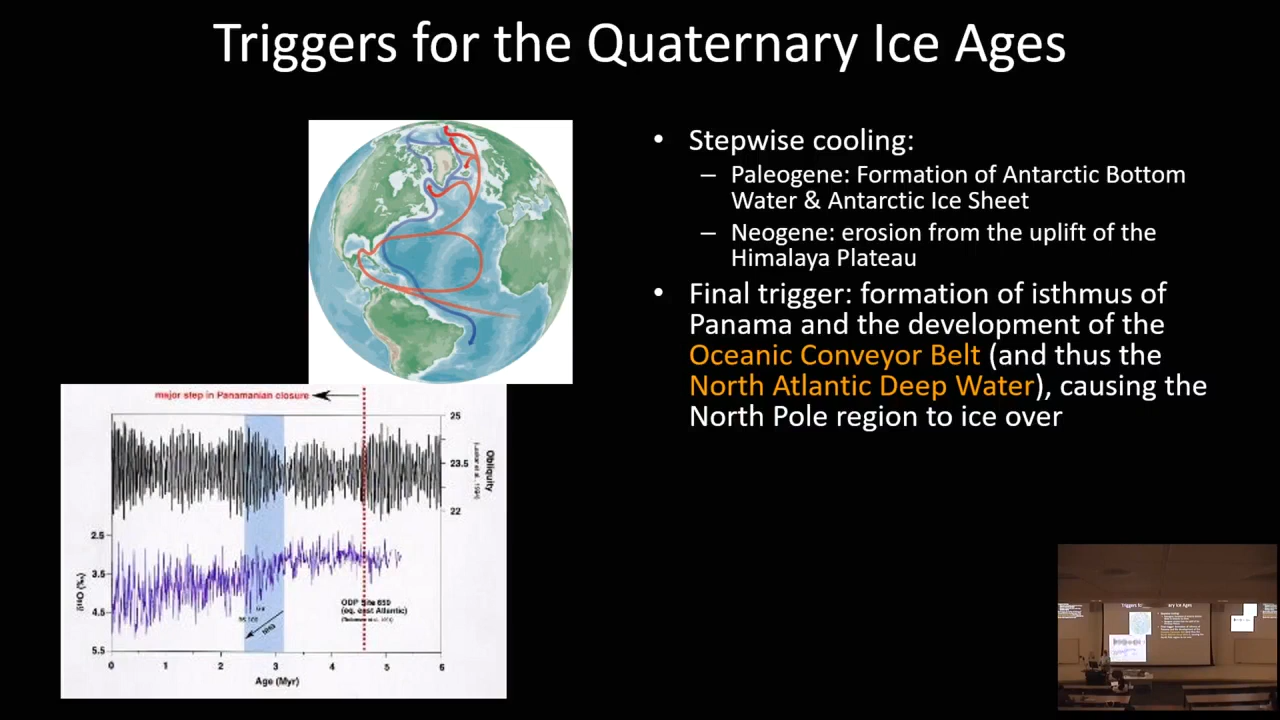 Triggers for the Quaternary Ice Ages
• Stepwise cooling:
– Paleogene: Formation of Antarctic Bottom
Water & Antarctic Ice Sheet
– Neogene: erosion from the uplift of the
Himalaya Plateau
• Final trigger: formation of isthmus of
Panama and the development of the
Oceanic Conveyor Belt (and thus the
North Atlantic Deep Water), causing the
North Pole region to ice over
major step in Panamanian closure
25
23.5
22
Obliquity
2.5
3.5
4.5
5.5
δ18O (‰)
ODP Site 659
(eq. east Atlantic)
NHG
0 1 2 3 4 5 6
Age (Myr)